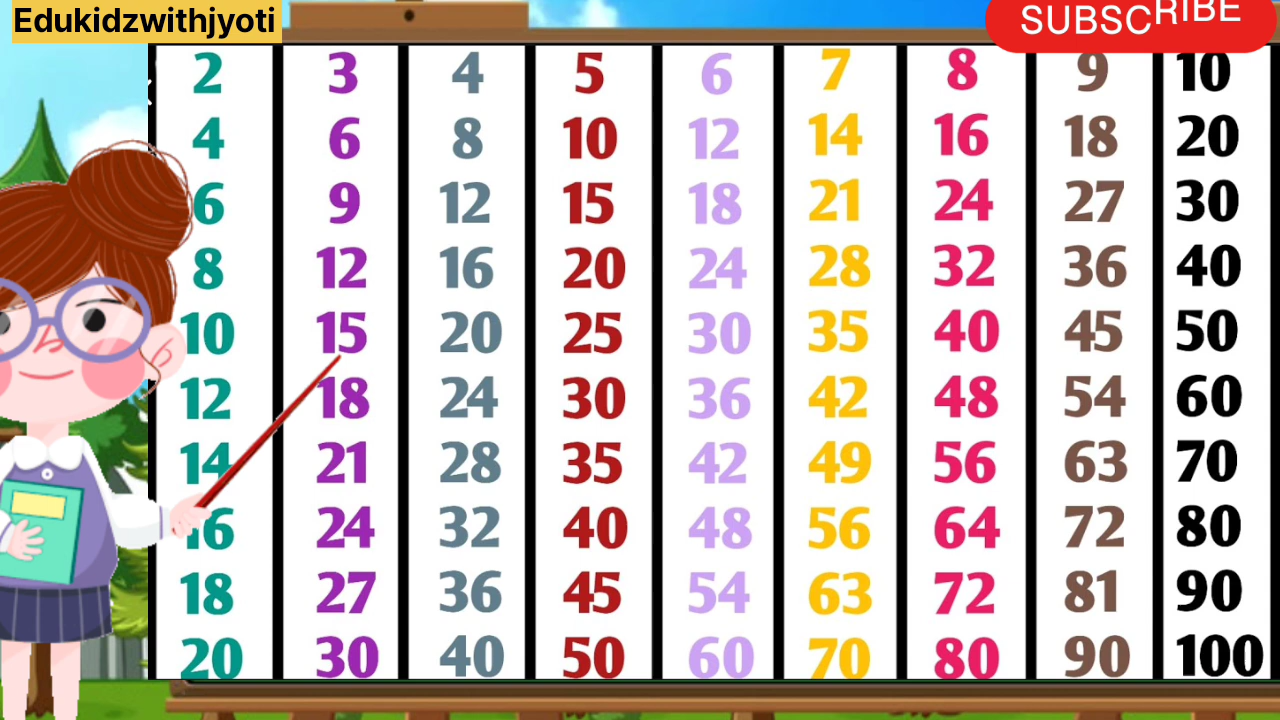 Edukidzwithjyoti
SUBSCRIBE
2 3 4 5 6 7 8 9 10
4 6 8 10 12 14 16 18 20
6 9 12 15 18 21 24 27 30
8 12 16 20 24 28 32 36 40
10 15 20 25 30 35 40 45 50
12 18 24 30 36 42 48 54 60
14 21 28 35 42 49 56 63 70
16 24 32 40 48 56 64 72 80
18 27 36 45 54 63 72 81 90
20 30 40 50 60 70 80 90 100